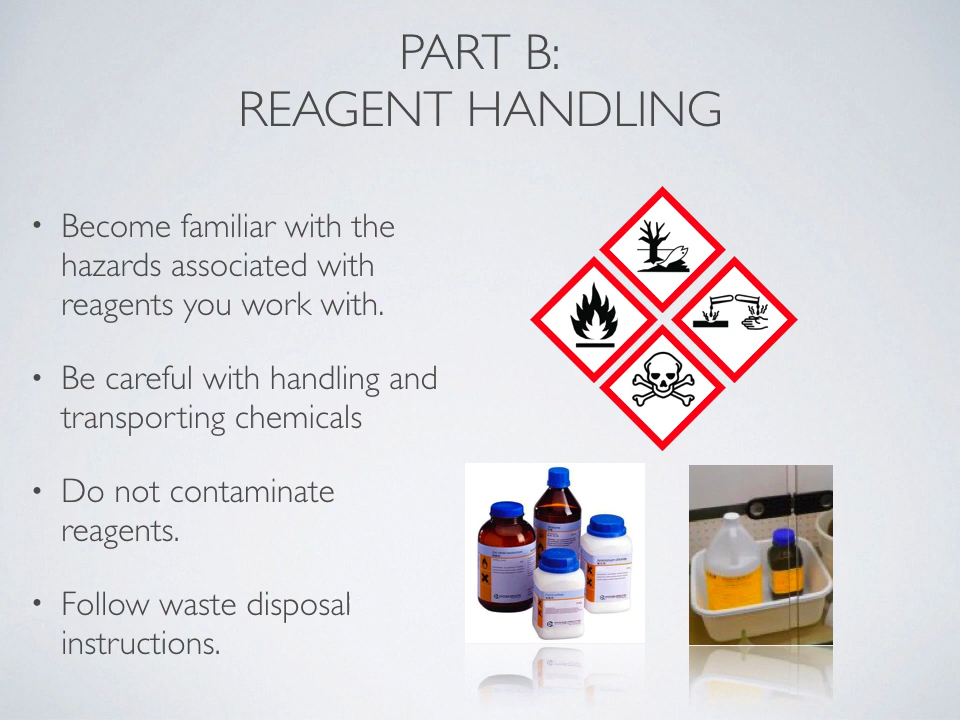 PART B:
REAGENT HANDLING
• Become familiar with the
hazards associated with
reagents you work with.
• Be careful with handling and
transporting chemicals
• Do not contaminate
reagents.
• Follow waste disposal
instructions.